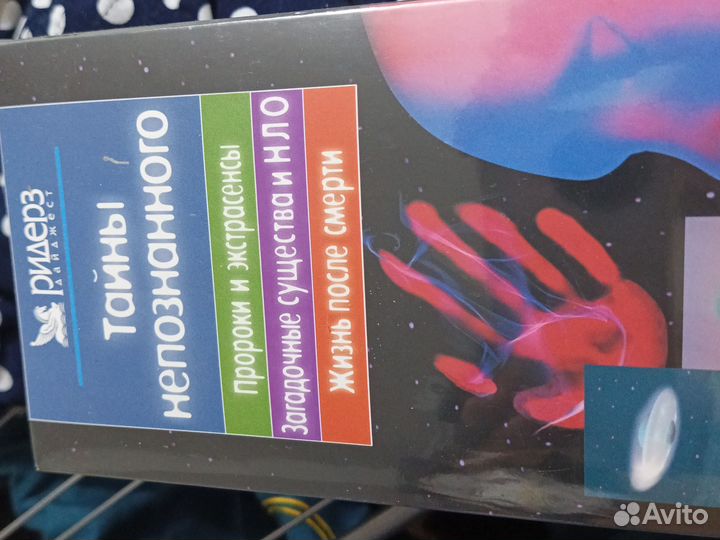 Ридерз
ДАЙДЖЕСТ
Тайны
непознанного
Пророки и экстрасенсы
Загадочные существа и НЛО
Жизнь после смерти
Avito